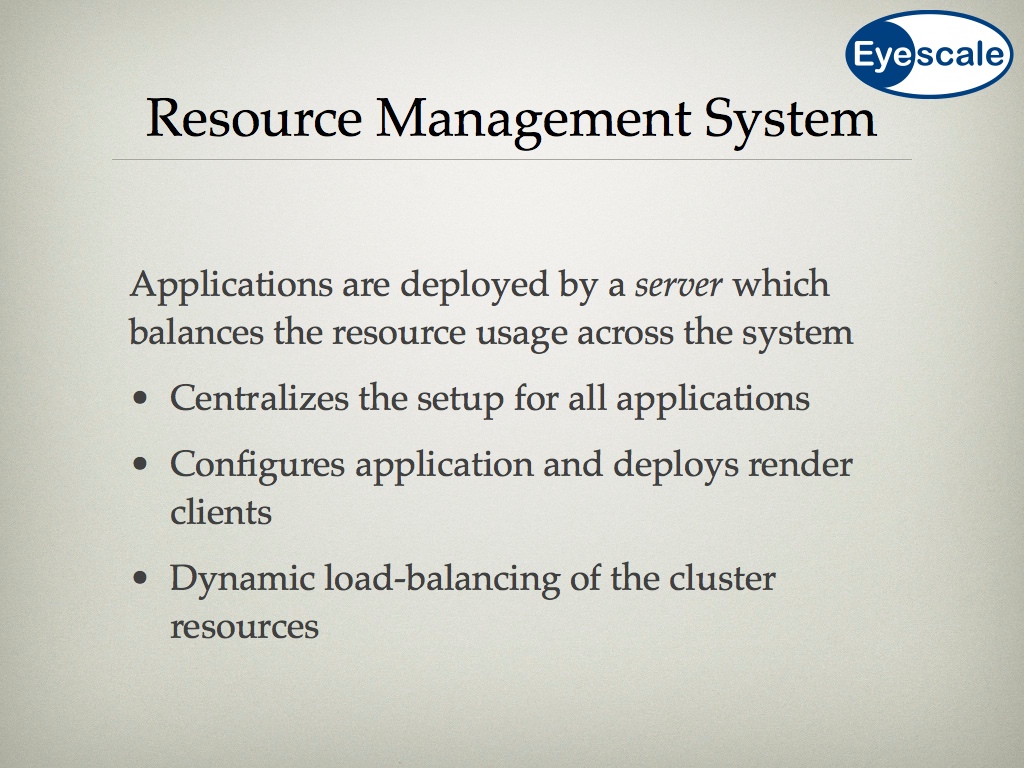 Eyescale
Resource Management System
Applications are deployed by a server which
balances the resource usage across the system
• Centralizes the setup for all applications
• Configures application and deploys render
clients
• Dynamic load-balancing of the cluster
resources